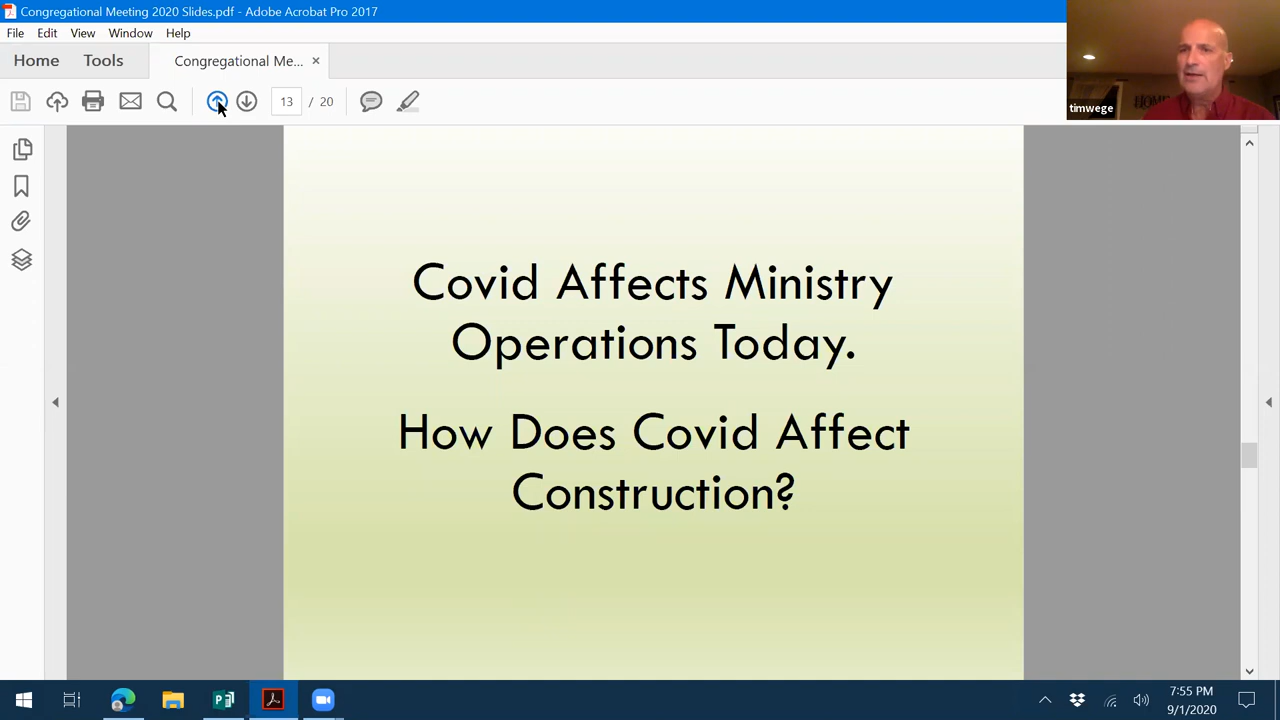 Congregational Meeting 2020 Slides.pdf - Adobe Acrobat Pro 2017
File Edit View Window Help
Home Tools Congregational Me... ×
13 / 20
timwege
Covid Affects Ministry
Operations Today.
How Does Covid Affect
Construction?
7:55 PM
9/1/2020